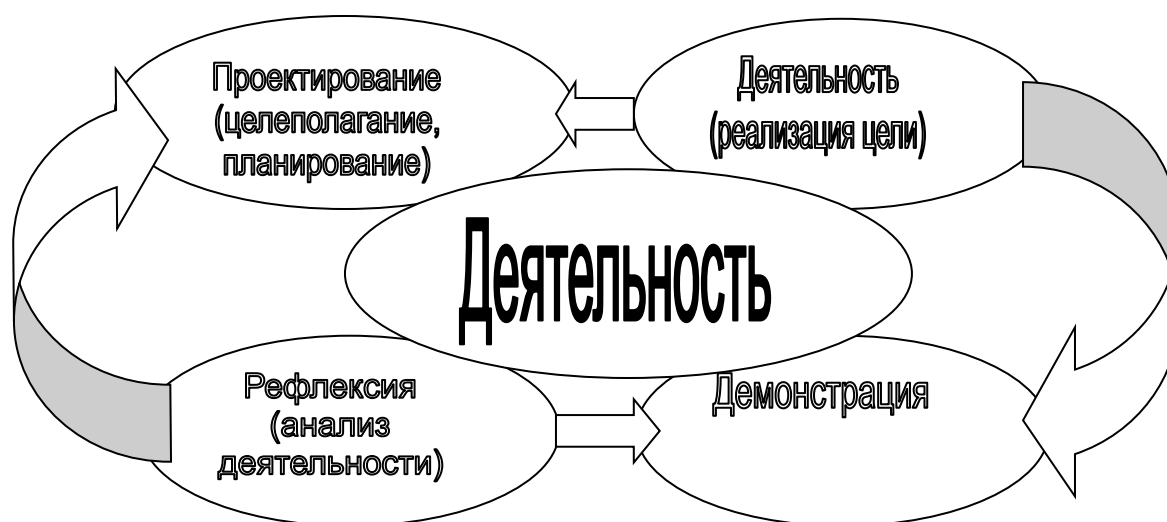 Проектирование
(целеполагание,
планирование)
Деятельность
(реализация цели)
Деятельность
Рефлексия
(анализ
деятельности)
Демонстрация